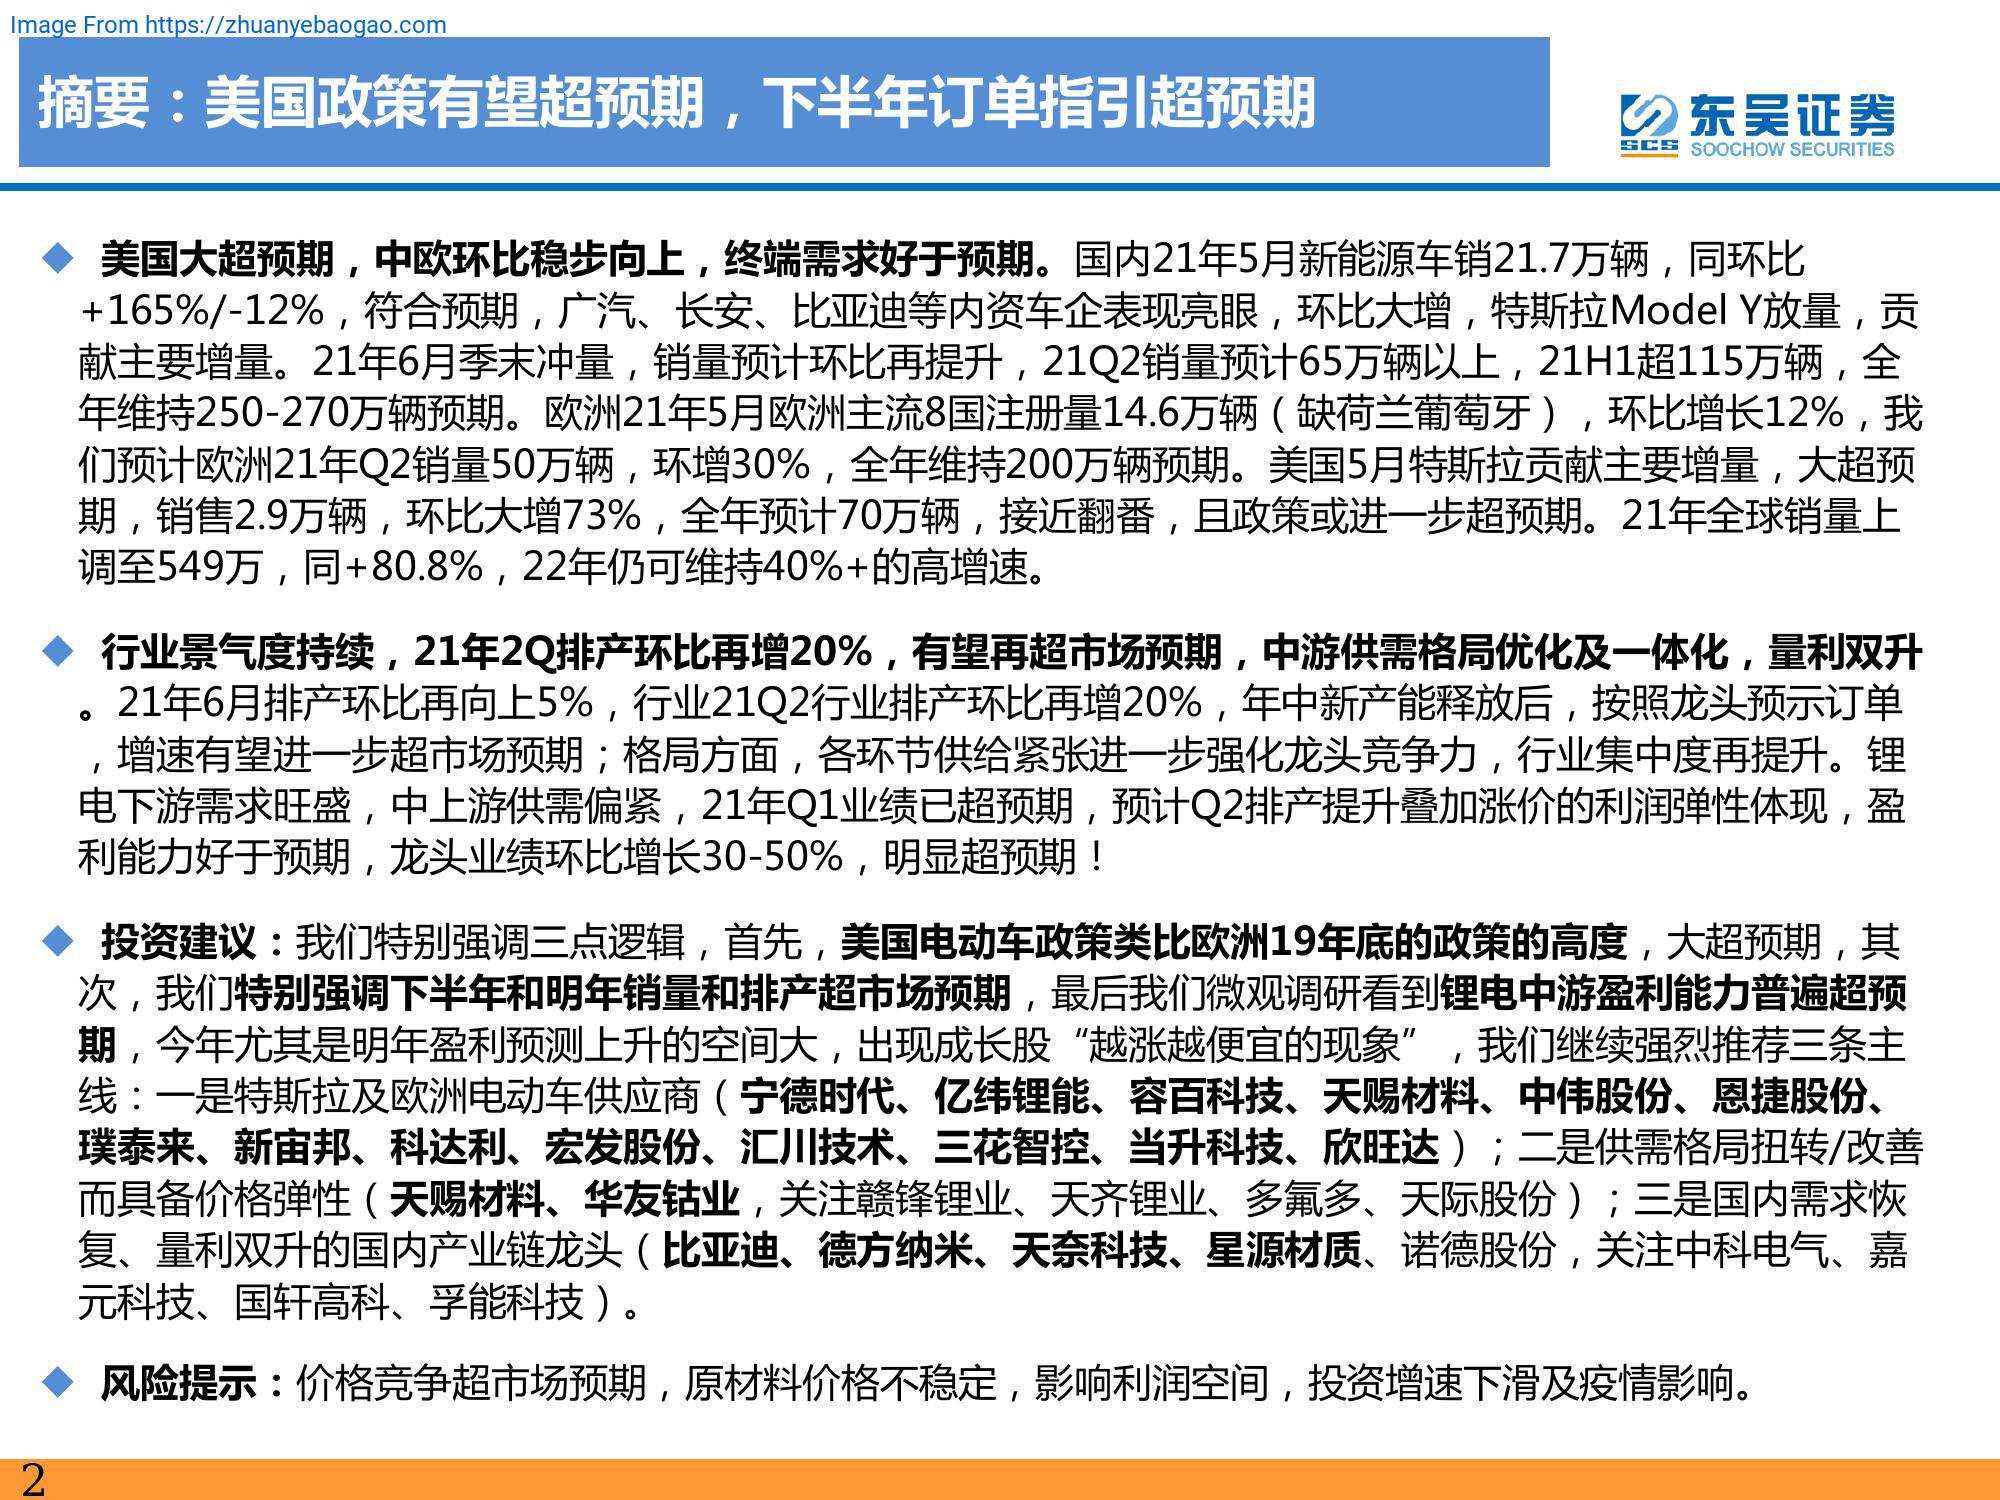 Image From https://zhuanyebaogao.com
摘要：美国政策有望超预期，下半年订单指引超预期
SCS 东吴证券
SOOCHOW SECURITIES
美国大超预期，中欧环比稳步向上，终端需求好于预期。国内21年5月新能源车销21.7万辆，同环比
+165%/-12%，符合预期，广汽、长安、比亚迪等内资车企表现亮眼，环比大增，特斯拉Model Y放量，贡
献主要增量。21年6月季末冲量，销量预计环比再提升，21Q2销量预计65万辆以上，21H1超115万辆，全
年维持250-270万辆预期。欧洲21年5月欧洲主流8国注册量14.6万辆（缺荷兰葡萄牙），环比增长12%，我
们预计欧洲21年Q2销量50万辆，环增30%，全年维持200万辆预期。美国5月特斯拉贡献主要增量，大超预
期，销售2.9万辆，环比大增73%，全年预计70万辆，接近翻番，且政策或进一步超预期。21年全球销量上
调至549万，同+80.8%，22年仍可维持40%+的高增速。
行业景气度持续，21年2Q排产环比再增20%，有望再超市场预期，中游供需格局优化及一体化，量利双升
。21年6月排产环比再向上5%，行业21Q2行业排产环比再增20%，年中新产能释放后，按照龙头预示订单
，增速有望进一步超市场预期；格局方面，各环节供给紧张进一步强化龙头竞争力，行业集中度再提升。锂
电下游需求旺盛，中上游供需偏紧，21年Q1业绩已超预期，预计Q2排产提升叠加涨价的利润弹性体现，盈
利能力好于预期，龙头业绩环比增长30-50%，明显超预期！
投资建议：我们特别强调三点逻辑，首先，美国电动车政策类比欧洲19年底的政策的高度，大超预期，其
次，我们特别强调下半年和明年销量和排产超市场预期，最后我们微观调研看到锂电中游盈利能力普遍超预
期，今年尤其是明年盈利预测上升的空间大，出现成长股“越涨越便宜的现象”，我们继续强烈推荐三条主
线：一是特斯拉及欧洲电动车供应商（宁德时代、亿纬锂能、容百科技、天赐材料、中伟股份、恩捷股份、
璞泰来、新宙邦、科达利、宏发股份、汇川技术、三花智控、当升科技、欣旺达）；二是供需格局扭转/改善
而具备价格弹性（天赐材料、华友钴业，关注赣锋锂业、天齐锂业、多氟多、天际股份）；三是国内需求恢
复、量利双升的国内产业链龙头（比亚迪、德方纳米、天奈科技、星源材质、诺德股份，关注中科电气、嘉
元科技、国轩高科、孚能科技）。
风险提示：价格竞争超市场预期，原材料价格不稳定，影响利润空间，投资增速下滑及疫情影响。
2